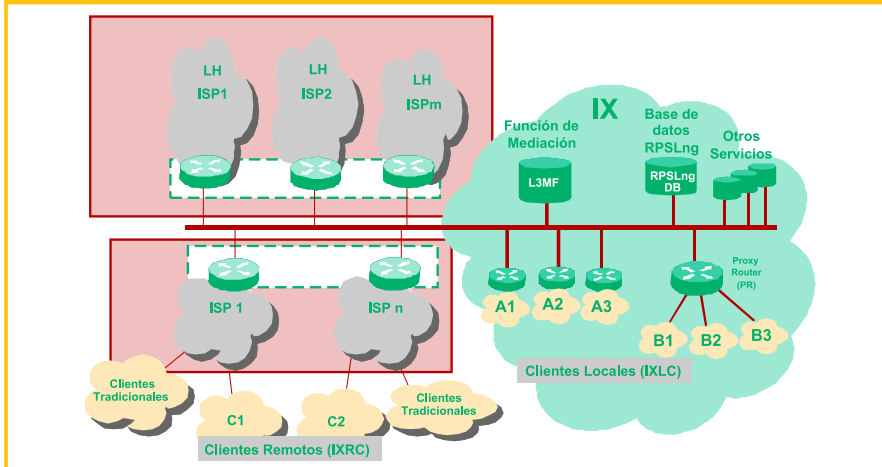 LH
ISP1
LH
ISP2
LH
ISPm
IX
Función de
Mediación
Base de
datos
RPSLng
Otros
Servicios
L3MF
RPSLng
DB
ISP 1
ISP n
A1
A2
A3
Proxy
Router
(PR)
B1
B2
B3
Clientes Locales (IXLC)
Clientes
Tradicionales
C1
C2
Clientes
Tradicionales
Clientes Remotos (IXRC)